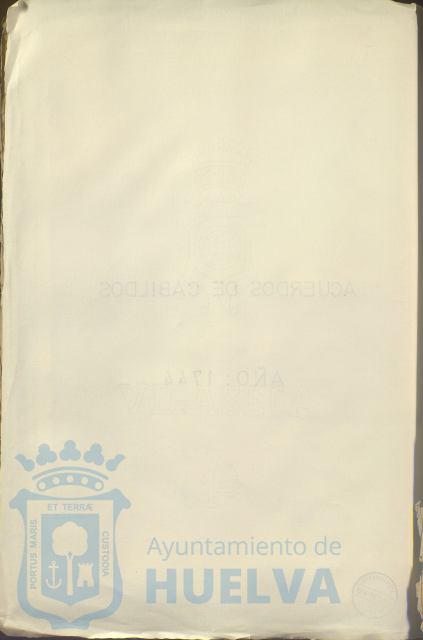 ACUERDOS DE CABILDOS
AÑO: 1744
ET TERRÆ
PORTUS MARIS
CUSTODIA
Ayuntamiento de
HUELVA